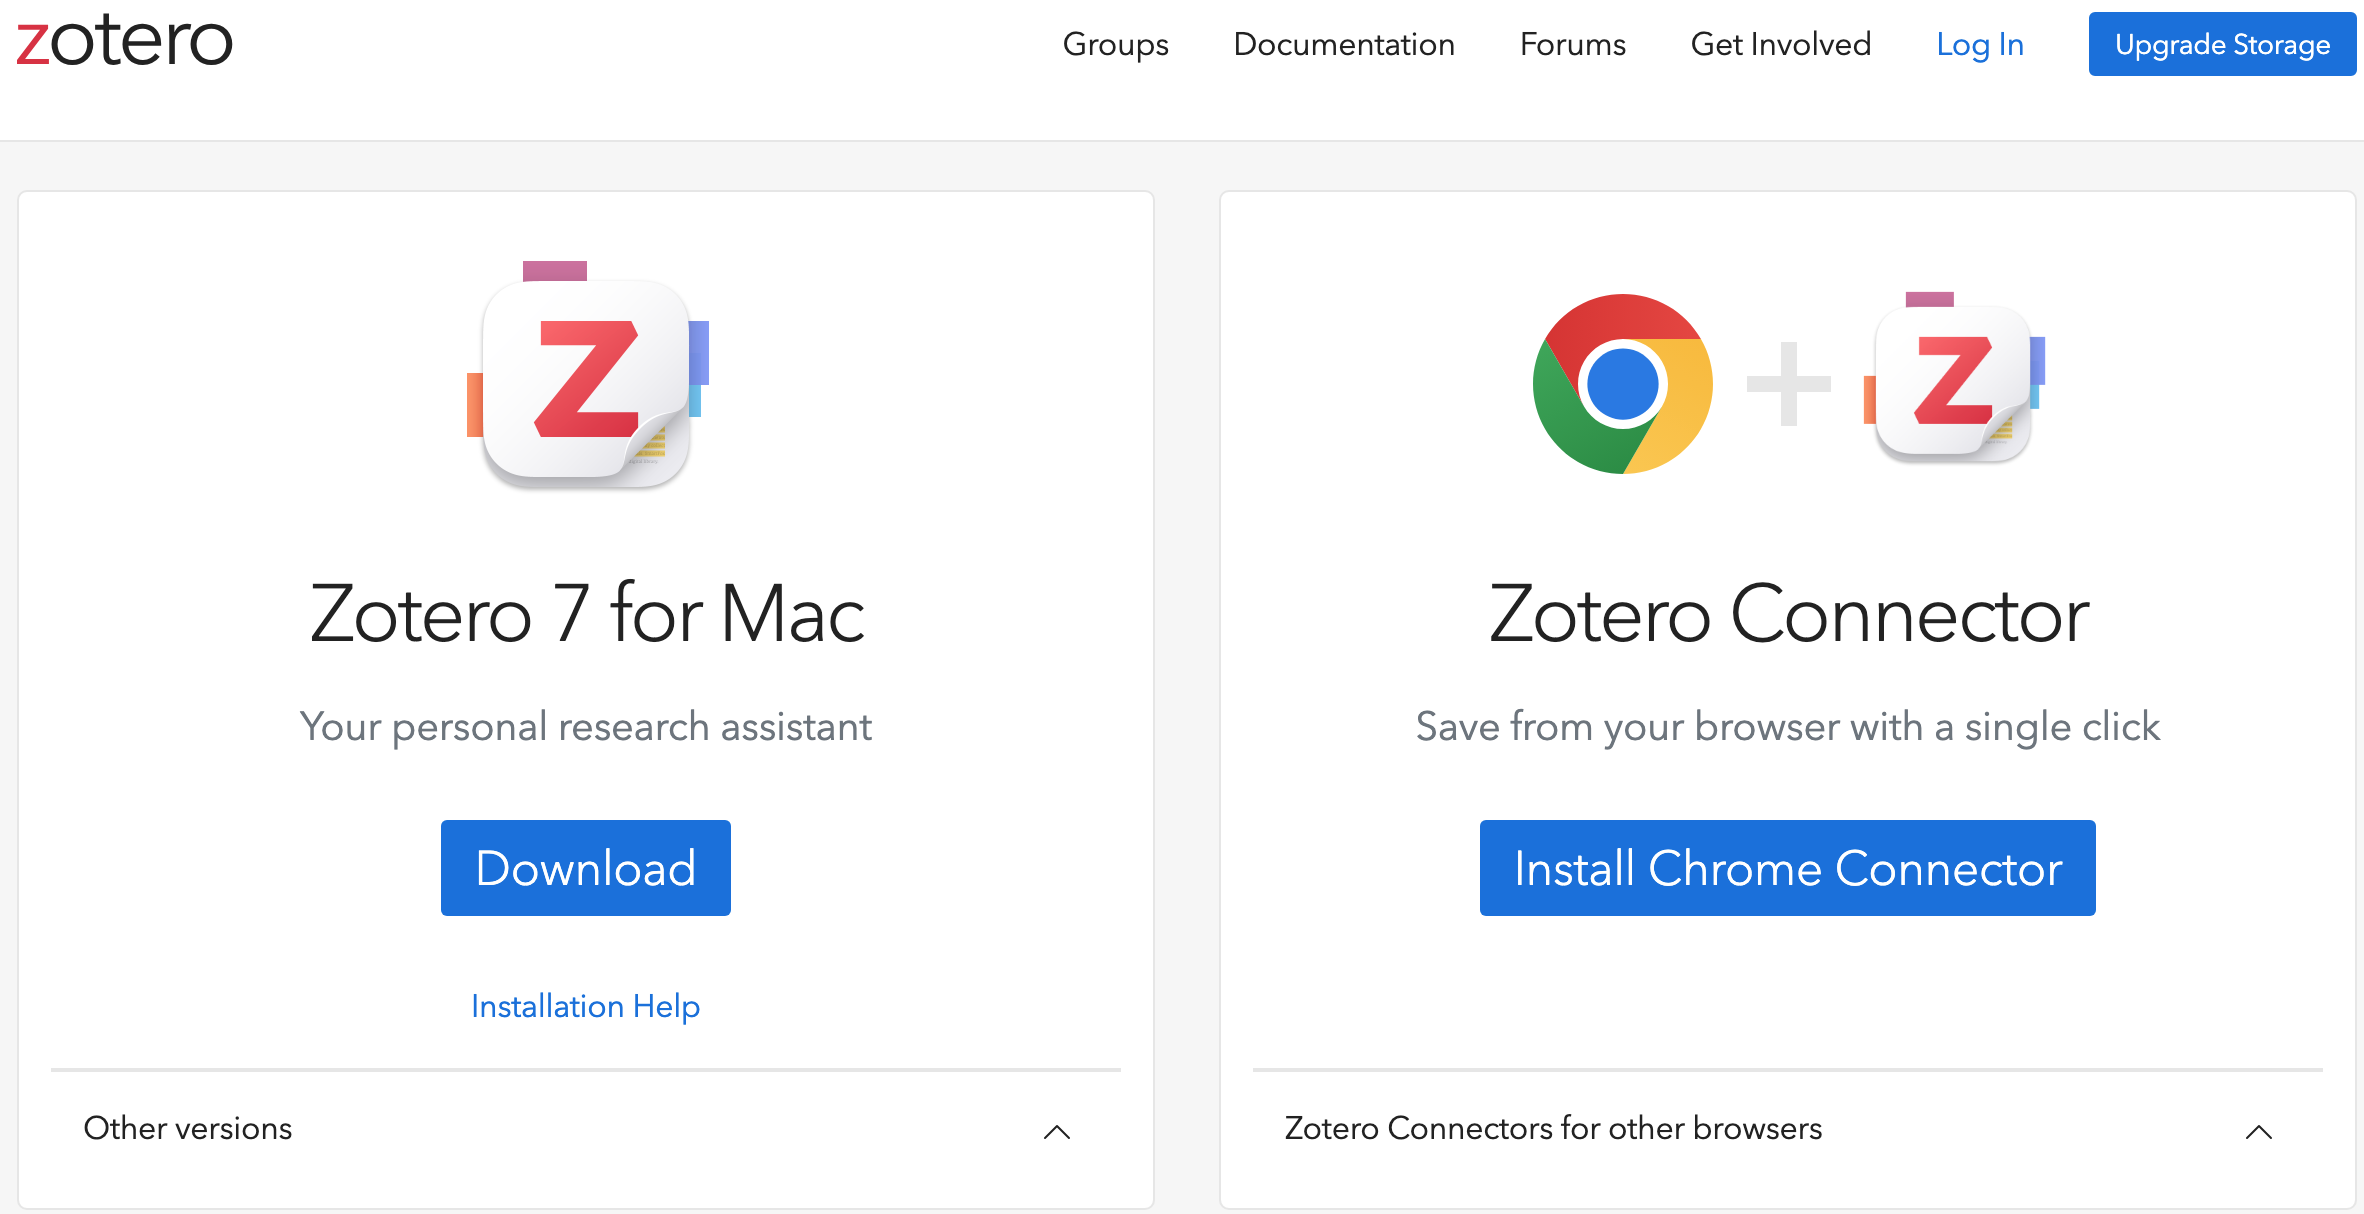 zotero
Groups
Documentation
Forums
Get Involved
Log In
Upgrade Storage
Zotero 7 for Mac
Your personal research assistant
Download
Installation Help
Other versions
Zotero Connector
Save from your browser with a single click
Install Chrome Connector
Zotero Connectors for other browsers